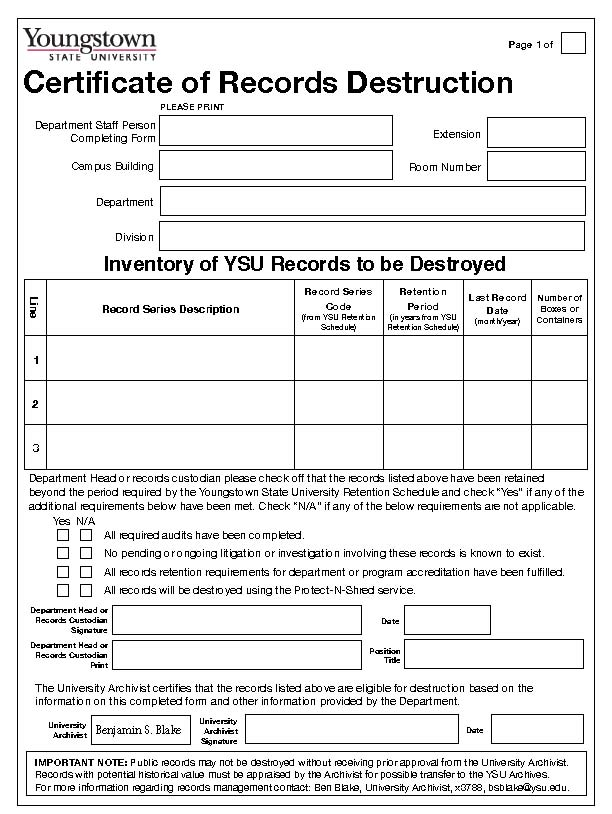 Youngstown
STATE UNIVERSITY
Page 1 of
Certificate of Records Destruction
PLEASE PRINT
Department Staff Person
Completing Form
Extension
Campus Building
Room Number
Department
Division
Inventory of YSU Records to be Destroyed
Line
Record Series Description
Record Series
Code
(from YSU Retention
Schedule)
Retention
Period
(in years from YSU
Retention Schedule)
Last Record
Date
(month/year)
Number of
Boxes or
Containers
1
2
3
Department Head or records custodian please check off that the records listed above have been retained
beyond the period required by the Youngstown State University Retention Schedule and check "Yes" if any of the
additional requirements below have been met. Check "N/A" if any of the below requirements are not applicable.
Yes N/A
All required audits have been completed.
No pending or ongoing litigation or investigation involving these records is known to exist.
All records retention requirements for department or program accreditation have been fulfilled.
All records will be destroyed using the Protect-N-Shred service.
Department Head or
Records Custodian
Signature
Date
Department Head or
Records Custodian
Print
Position
Title
The University Archivist certifies that the records listed above are eligible for destruction based on the
information on this completed form and other information provided by the Department.
University
Archivist
Benjamin S. Blake
University
Archivist
Signature
Date
IMPORTANT NOTE: Public records may not be destroyed without receiving prior approval from the University Archivist.
Records with potential historical value must be appraised by the Archivist for possible transfer to the YSU Archives.
For more information regarding records management contact: Ben Blake, University Archivist, x3788, bsblake@ysu.edu.